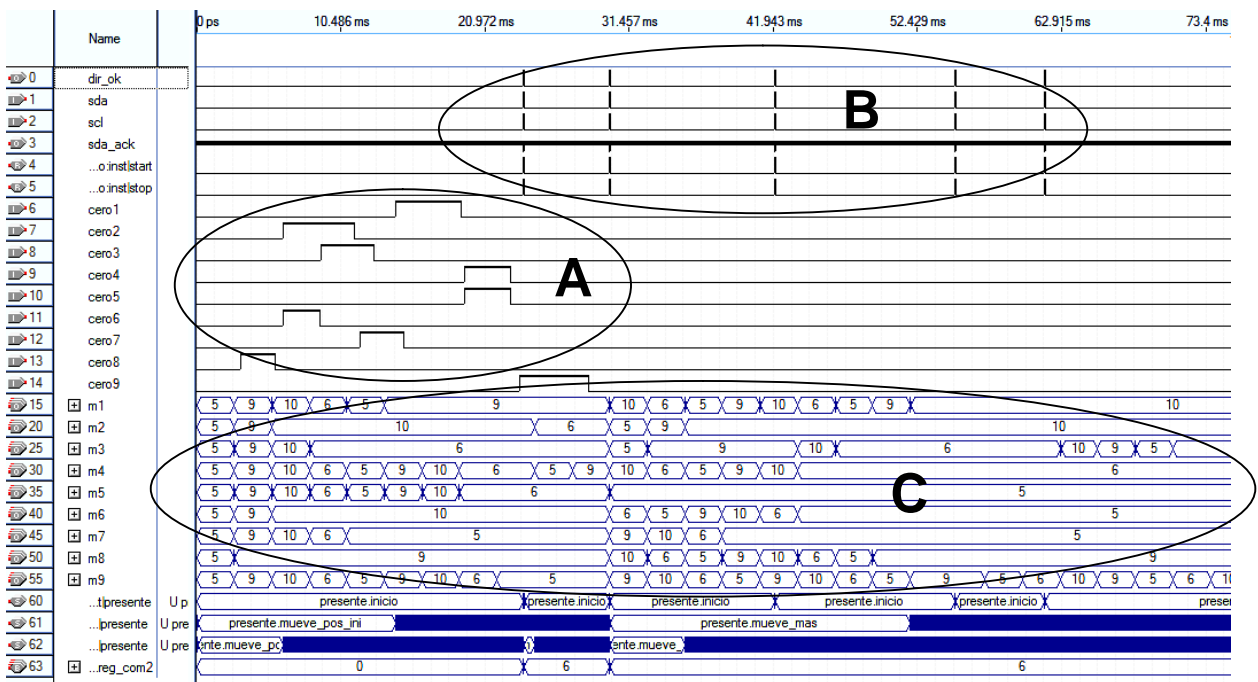 0 ps 10.486 ms 20.972 ms 31.457 ms 41.943 ms 52.429 ms 62.915 ms 73.4 ms
Name
0 dir_ok
1 sda
2 scl
3 sda_ack
4 ...o:inst|start
5 ...o:inst|stop
B
6 cero1
7 cero2
8 cero3
9 cero4
10 cero5
11 cero6
12 cero7
13 cero8
14 cero9
A
15 m1 5 9 10 6 5 9 10 6 5 9 10 6 5 9 10
20 m2 5 9 10 6 5 9 10
25 m3 5 9 10 6 5 9 10 6 10 9 5
30 m4 5 9 10 6 5 9 10 6 5 9 10 6 5 9 10 6
35 m5 5 9 10 6 5 9 10 6 5
C
40 m6 5 9 10 6 5 9 10 6 5
45 m7 5 9 10 6 5 9 10 6 5
50 m8 5 9 10 6 5 9 10 6 5 9
55 m9 5 9 10 6 5 9 10 6 5 9 10 6 5 9 10 6 5 9 5 6 10 9 5 6 10
60 ...t|presente U p presente.inicio presente.inicio presente.inicio presente.inicio presente.inicio preser
61 ...|presente U pre presente.mueve_pos_ini presente.mueve_mas
62 ...|presente U pre ente.mueve_po ente.mueve_
63 ...reg_com2 0 6 6